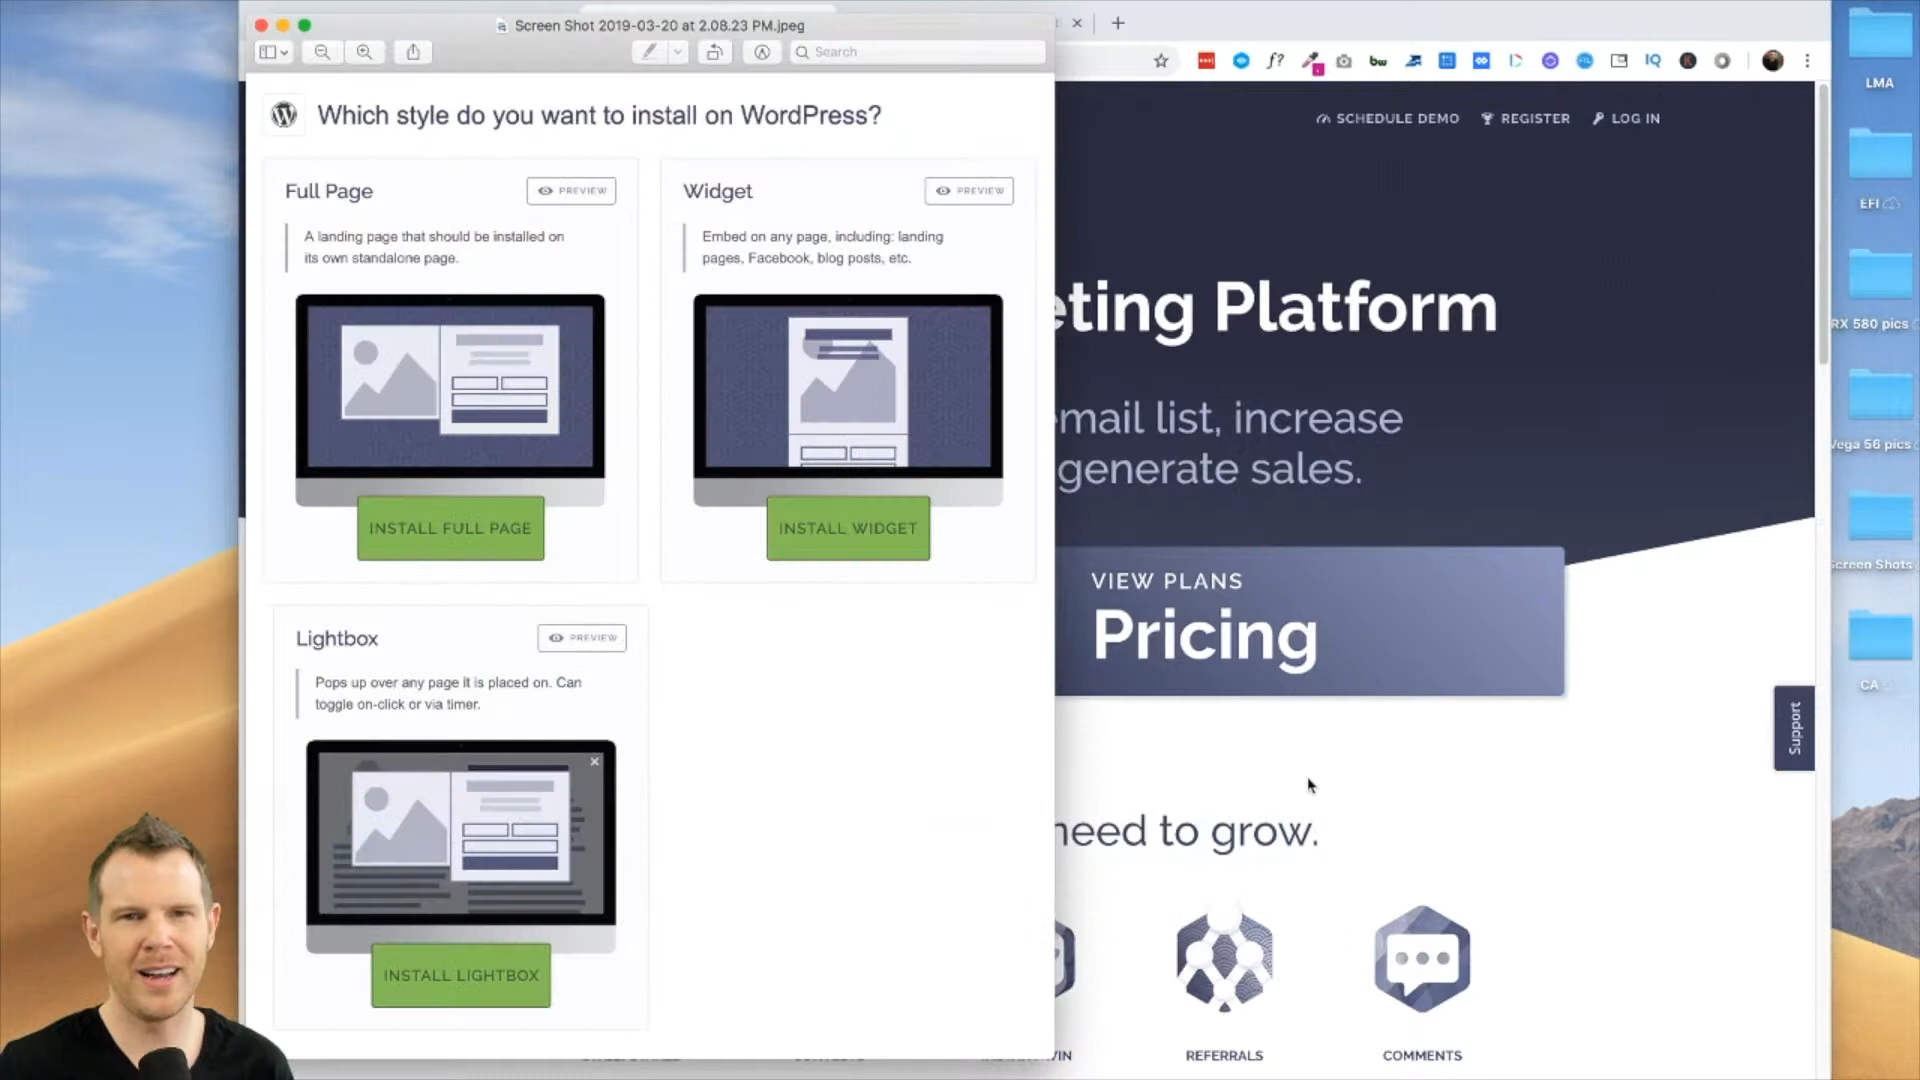 Screen Shot 2019-03-20 at 2.08.23 PM.jpeg
Search
Which style do you want to install on WordPress?
Full Page
PREVIEW
A landing page that should be installed on
its own standalone page.
INSTALL FULL PAGE
Widget
PREVIEW
Embed on any page, including: landing
pages, Facebook, blog posts, etc.
INSTALL WIDGET
Lightbox
PREVIEW
Pops up over any page it is placed on. Can
toggle on-click or via timer.
INSTALL LIGHTBOX
f?
bw
IQ
SCHEDULE DEMO
REGISTER
LOG IN
eting Platform
email list, increase
generate sales.
VIEW PLANS
Pricing
Support
need to grow.
REFERRALS
COMMENTS
LMA
EFI
RX 580 pics
Vega 56 pics
Screen Shots
CA